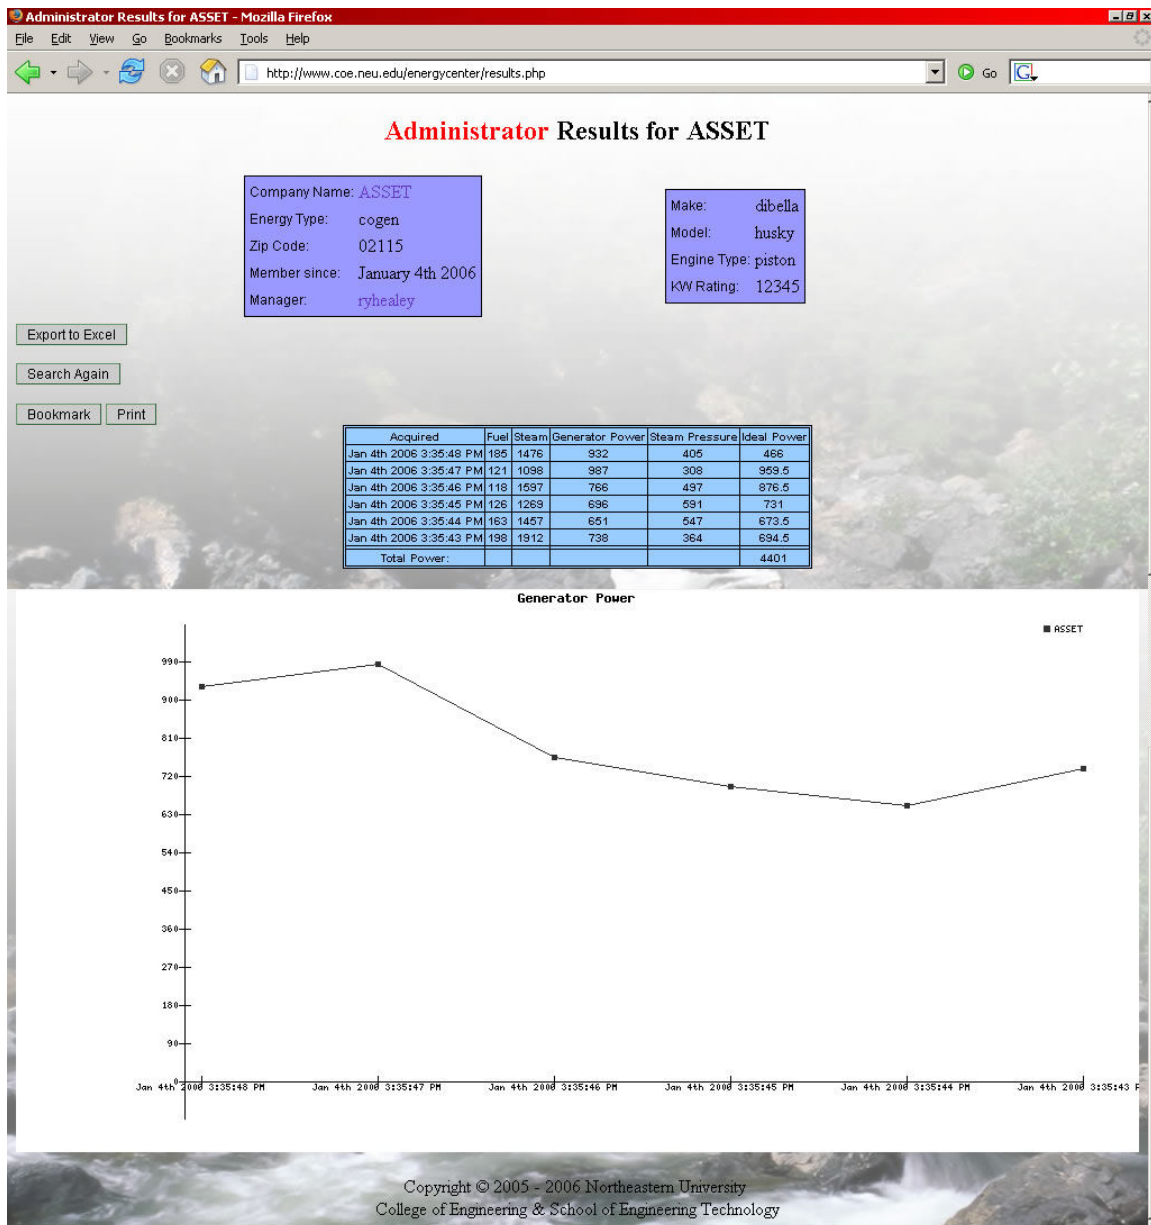 Administrator Results for ASSET - Mozilla Firefox
File Edit View Go Bookmarks Tools Help
http://www.coe.neu.edu/energycenter/results.php Go G
Administrator Results for ASSET
Company Name: ASSET
Energy Type: cogen
Zip Code: 02115
Member since: January 4th 2006
Manager: ryhealey
Make: dibella
Model: husky
Engine Type: piston
KW Rating: 12345
Export to Excel
Search Again
Bookmark Print
Acquired Fuel Steam Generator Power Steam Pressure Ideal Power
Jan 4th 2006 3:35:48 PM 185 1476 932 405 466
Jan 4th 2006 3:35:47 PM 121 1098 987 308 959.5
Jan 4th 2006 3:35:46 PM 118 1597 766 497 876.5
Jan 4th 2006 3:35:45 PM 126 1269 696 591 731
Jan 4th 2006 3:35:44 PM 163 1457 651 547 673.5
Jan 4th 2006 3:35:43 PM 198 1912 738 364 694.5
Total Power: 4401
Generator Power
ASSET
990
900
810
720
630
540
450
360
270
180
90
0
Jan 4th 2006 3:35:48 PM Jan 4th 2006 3:35:47 PM Jan 4th 2006 3:35:46 PM Jan 4th 2006 3:35:45 PM Jan 4th 2006 3:35:44 PM Jan 4th 2006 3:35:43 P
Copyright © 2005 - 2006 Northeastern University
College of Engineering & School of Engineering Technology